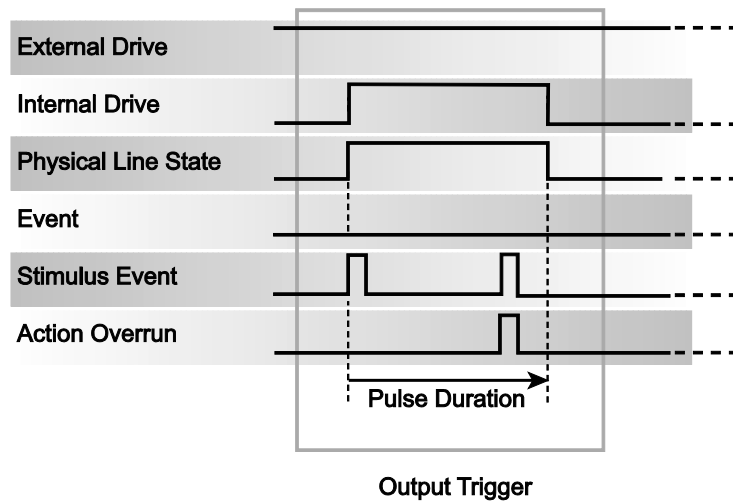 External Drive
Internal Drive
Physical Line State
Event
Stimulus Event
Action Overrun
Pulse Duration
Output Trigger